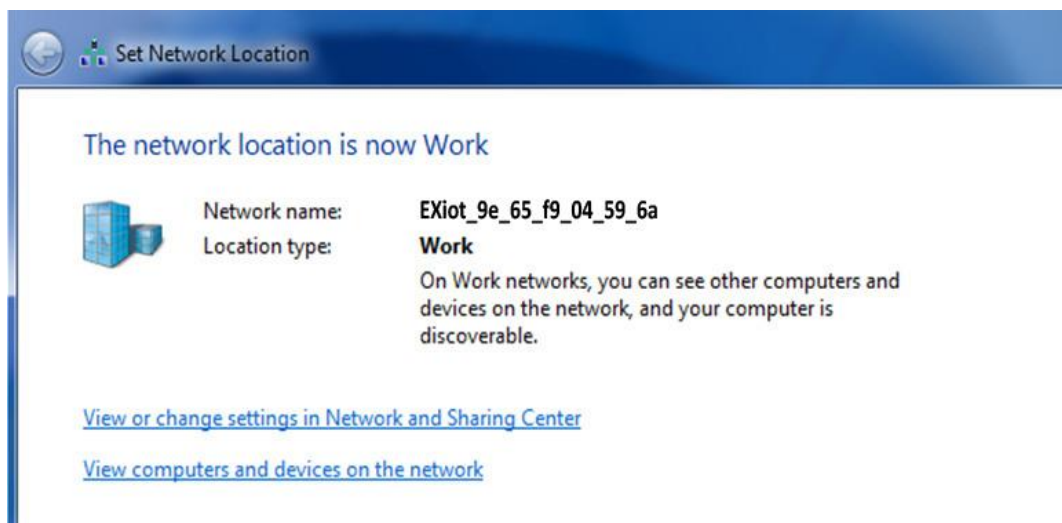 Set Network Location
The network location is now Work
Network name: EXiot_9e_65_f9_04_59_6a
Location type: Work
On Work networks, you can see other computers and
devices on the network, and your computer is
discoverable.
View or change settings in Network and Sharing Center
View computers and devices on the network